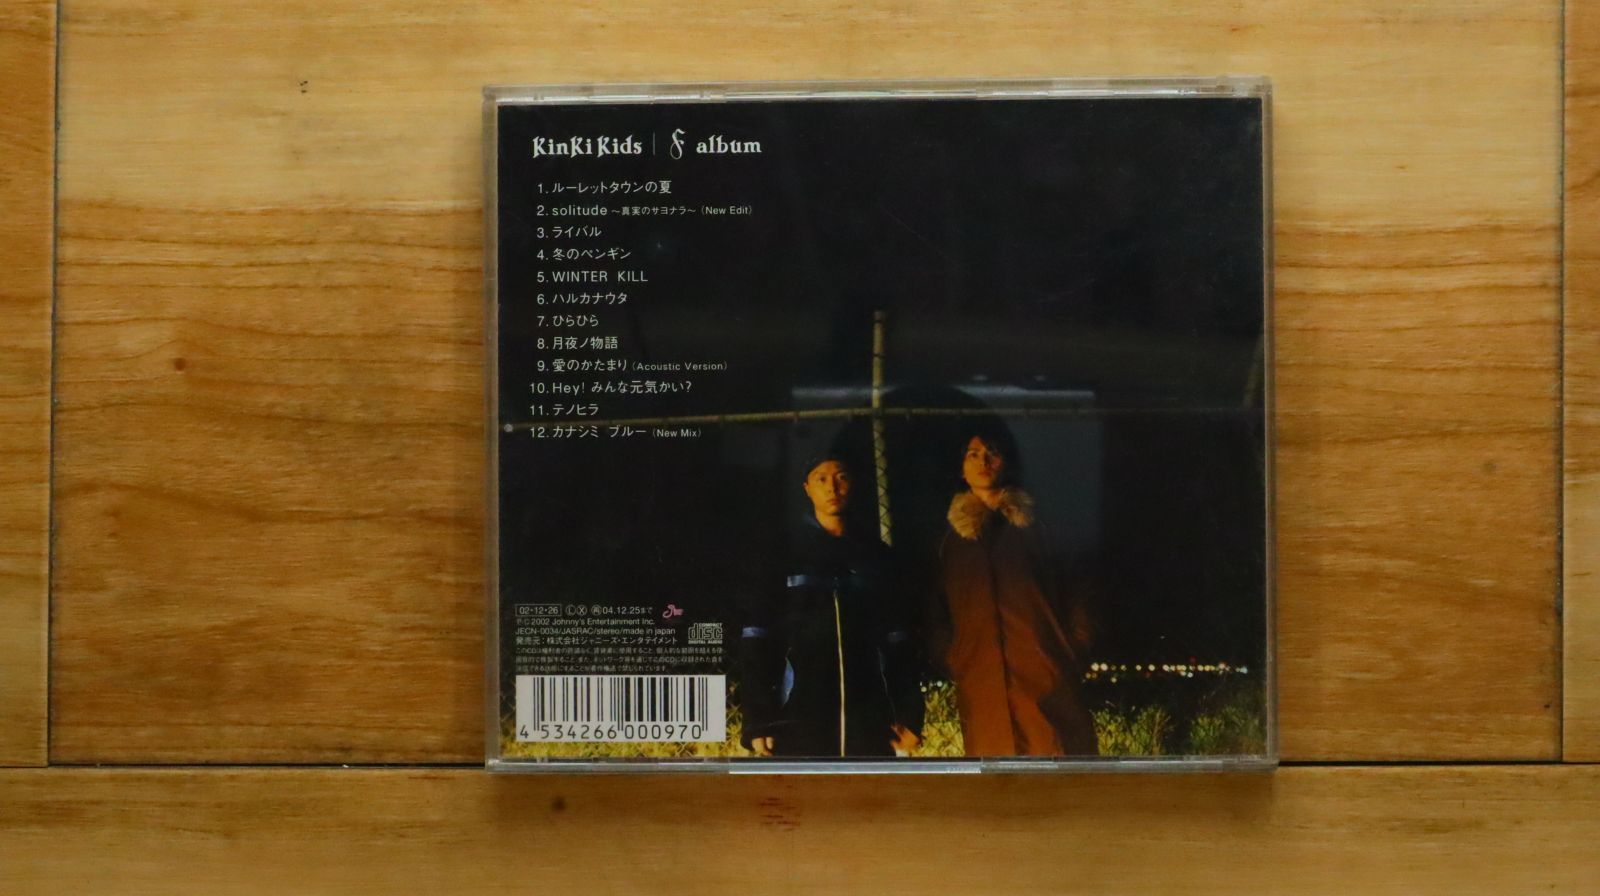 KinKi Kids | F album
1. ルーレットタウンの夏
2. solitude ～真実のサヨナラ～ (New Edit)
3. ライバル
4. 冬のペンギン
5. WINTER KILL
6. ハルカナウタ
7. ひらひら
8. 月夜ノ物語
9. 愛のかたまり (Acoustic Version)
10. Hey! みんな元気かい?
11. テノヒラ
12. カナシミ ブルー (New Mix)
02・12・26 Ⓛ Ⓧ ㊢ 04.12.25まで
℗© 2002 Johnny's Entertainment Inc.
JECN-0034/JASRAC/stereo/made in japan
発売元：株式会社ジャニーズ・エンタテイメント
COMPACT
disc
DIGITAL AUDIO
4 534266 000970